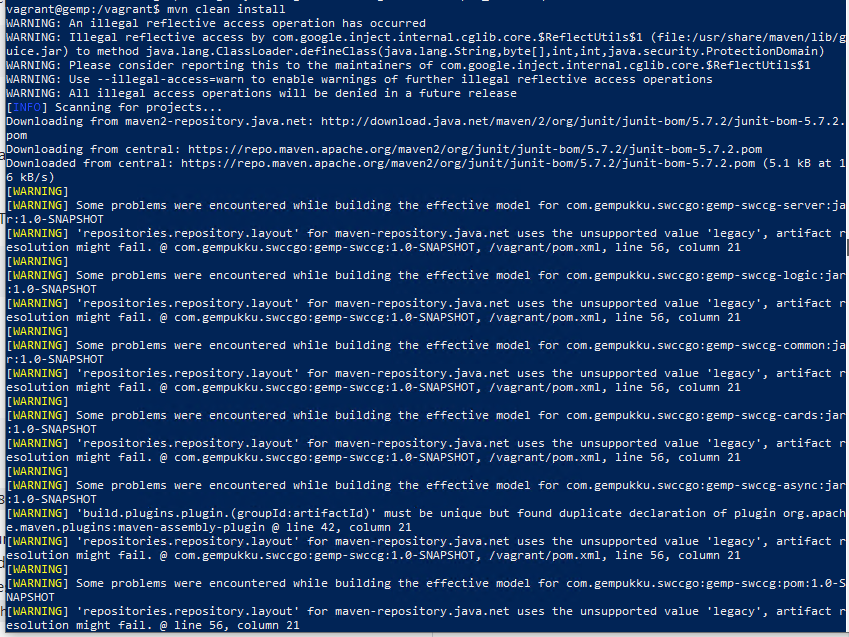 vagrant@gemp:/vagrant$ mvn clean install
WARNING: An illegal reflective access operation has occurred
WARNING: Illegal reflective access by com.google.inject.internal.cglib.core.$ReflectUtils$1 (file:/usr/share/maven/lib/g
uice.jar) to method java.lang.ClassLoader.defineClass(java.lang.String,byte[],int,int,java.security.ProtectionDomain)
WARNING: Please consider reporting this to the maintainers of com.google.inject.internal.cglib.core.$ReflectUtils$1
WARNING: Use --illegal-access=warn to enable warnings of further illegal reflective access operations
WARNING: All illegal access operations will be denied in a future release
[INFO] Scanning for projects...
Downloading from maven2-repository.java.net: http://download.java.net/maven/2/org/junit/junit-bom/5.7.2/junit-bom-5.7.2.
pom
Downloading from central: https://repo.maven.apache.org/maven2/org/junit/junit-bom/5.7.2/junit-bom-5.7.2.pom
Downloaded from central: https://repo.maven.apache.org/maven2/org/junit/junit-bom/5.7.2/junit-bom-5.7.2.pom (5.1 kB at 1
6 kB/s)
[WARNING]
[WARNING] Some problems were encountered while building the effective model for com.gempukku.swccgo:gemp-swccg-server:ja
r:1.0-SNAPSHOT
[WARNING] 'repositories.repository.layout' for maven-repository.java.net uses the unsupported value 'legacy', artifact r
esolution might fail. @ com.gempukku.swccgo:gemp-swccg:1.0-SNAPSHOT, /vagrant/pom.xml, line 56, column 21
[WARNING]
[WARNING] Some problems were encountered while building the effective model for com.gempukku.swccgo:gemp-swccg-logic:jar
:1.0-SNAPSHOT
[WARNING] 'repositories.repository.layout' for maven-repository.java.net uses the unsupported value 'legacy', artifact r
esolution might fail. @ com.gempukku.swccgo:gemp-swccg:1.0-SNAPSHOT, /vagrant/pom.xml, line 56, column 21
[WARNING]
[WARNING] Some problems were encountered while building the effective model for com.gempukku.swccgo:gemp-swccg-common:ja
r:1.0-SNAPSHOT
[WARNING] 'repositories.repository.layout' for maven-repository.java.net uses the unsupported value 'legacy', artifact r
esolution might fail. @ com.gempukku.swccgo:gemp-swccg:1.0-SNAPSHOT, /vagrant/pom.xml, line 56, column 21
[WARNING]
[WARNING] Some problems were encountered while building the effective model for com.gempukku.swccgo:gemp-swccg-cards:jar
:1.0-SNAPSHOT
[WARNING] 'repositories.repository.layout' for maven-repository.java.net uses the unsupported value 'legacy', artifact r
esolution might fail. @ com.gempukku.swccgo:gemp-swccg:1.0-SNAPSHOT, /vagrant/pom.xml, line 56, column 21
[WARNING]
[WARNING] Some problems were encountered while building the effective model for com.gempukku.swccgo:gemp-swccg-async:jar
:1.0-SNAPSHOT
[WARNING] 'build.plugins.plugin.(groupId:artifactId)' must be unique but found duplicate declaration of plugin org.apach
e.maven.plugins:maven-assembly-plugin @ line 42, column 21
[WARNING] 'repositories.repository.layout' for maven-repository.java.net uses the unsupported value 'legacy', artifact r
esolution might fail. @ com.gempukku.swccgo:gemp-swccg:1.0-SNAPSHOT, /vagrant/pom.xml, line 56, column 21
[WARNING]
[WARNING] Some problems were encountered while building the effective model for com.gempukku.swccgo:gemp-swccg:pom:1.0-S
NAPSHOT
[WARNING] 'repositories.repository.layout' for maven-repository.java.net uses the unsupported value 'legacy', artifact r
esolution might fail. @ line 56, column 21